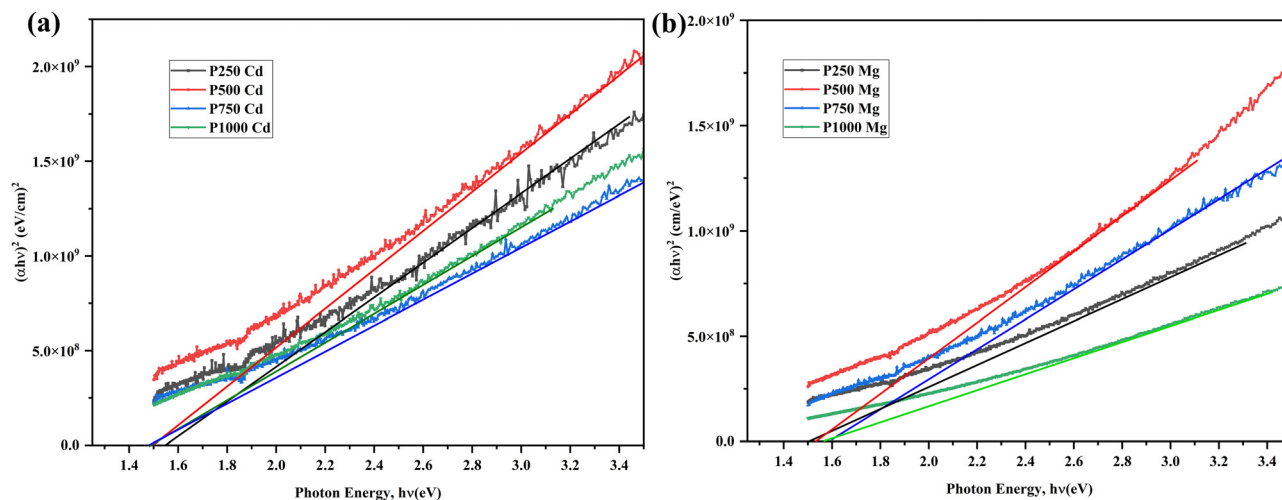 (a)
P250 Cd
P500 Cd
P750 Cd
P1000 Cd
(αhν)² (eV/cm)²
2.0×10⁹
1.5×10⁹
1.0×10⁹
5.0×10⁸
0.0
1.4 1.6 1.8 2.0 2.2 2.4 2.6 2.8 3.0 3.2 3.4
Photon Energy, hν(eV)
(b)
P250 Mg
P500 Mg
P750 Mg
P1000 Mg
(αhν)² (cm/eV)²
2.0×10⁹
1.5×10⁹
1.0×10⁹
5.0×10⁸
0.0
1.4 1.6 1.8 2.0 2.2 2.4 2.6 2.8 3.0 3.2 3.4
Photon Energy, hν(eV)